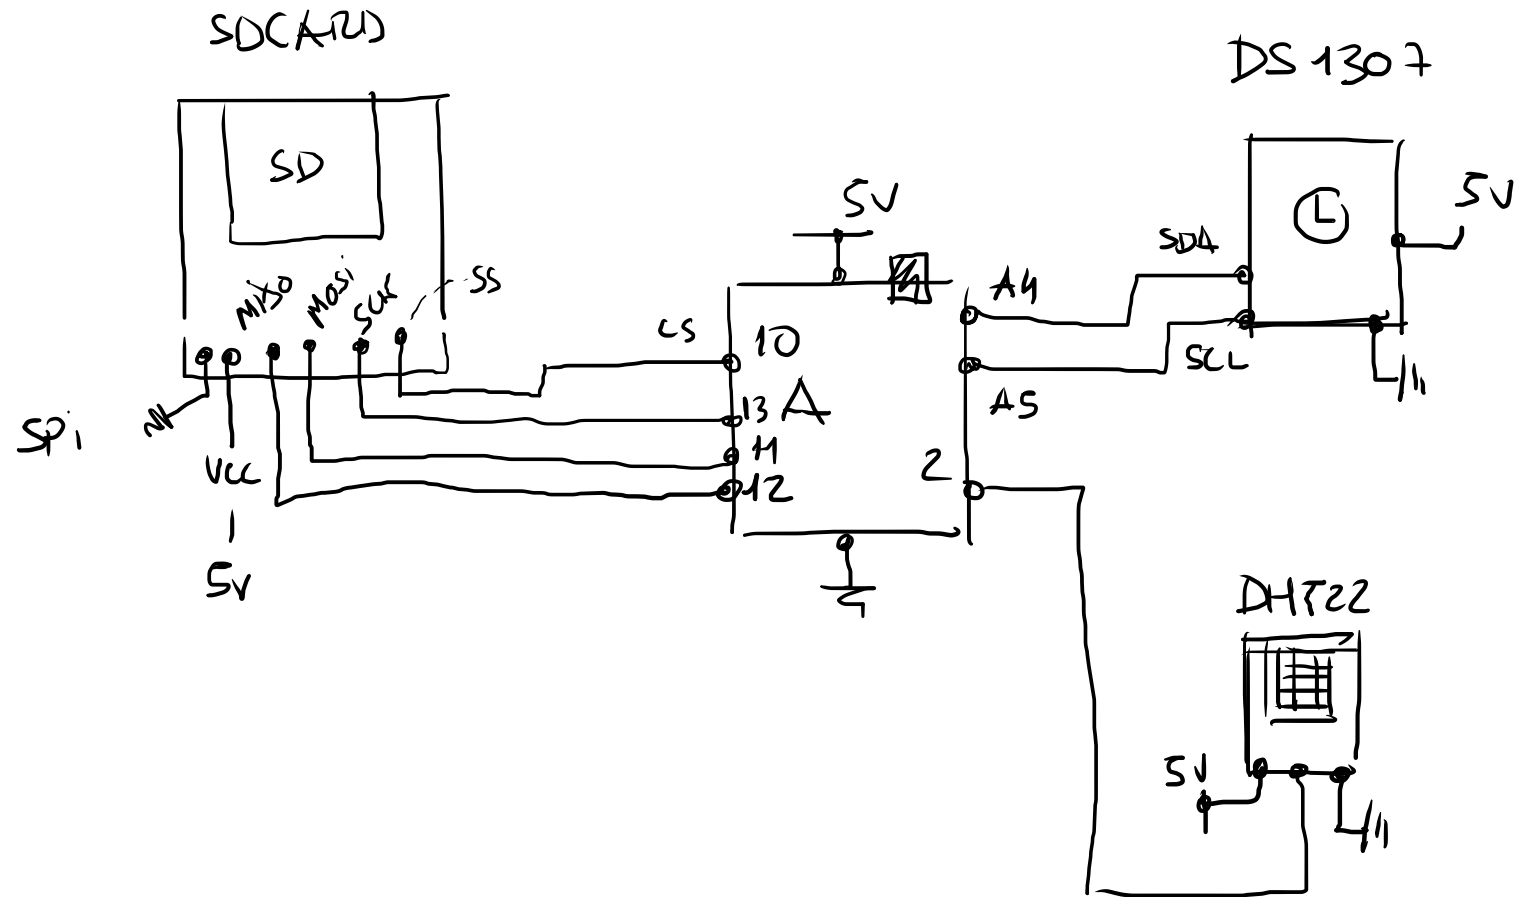 SDCARD
DS 1307
SD
5V
5V
SDA
MISO
MOSI
SCK
SS
A4
CS
10
SCL
13
A
A5
SPi
11
2
VCC
12
5V
DHT22
5V